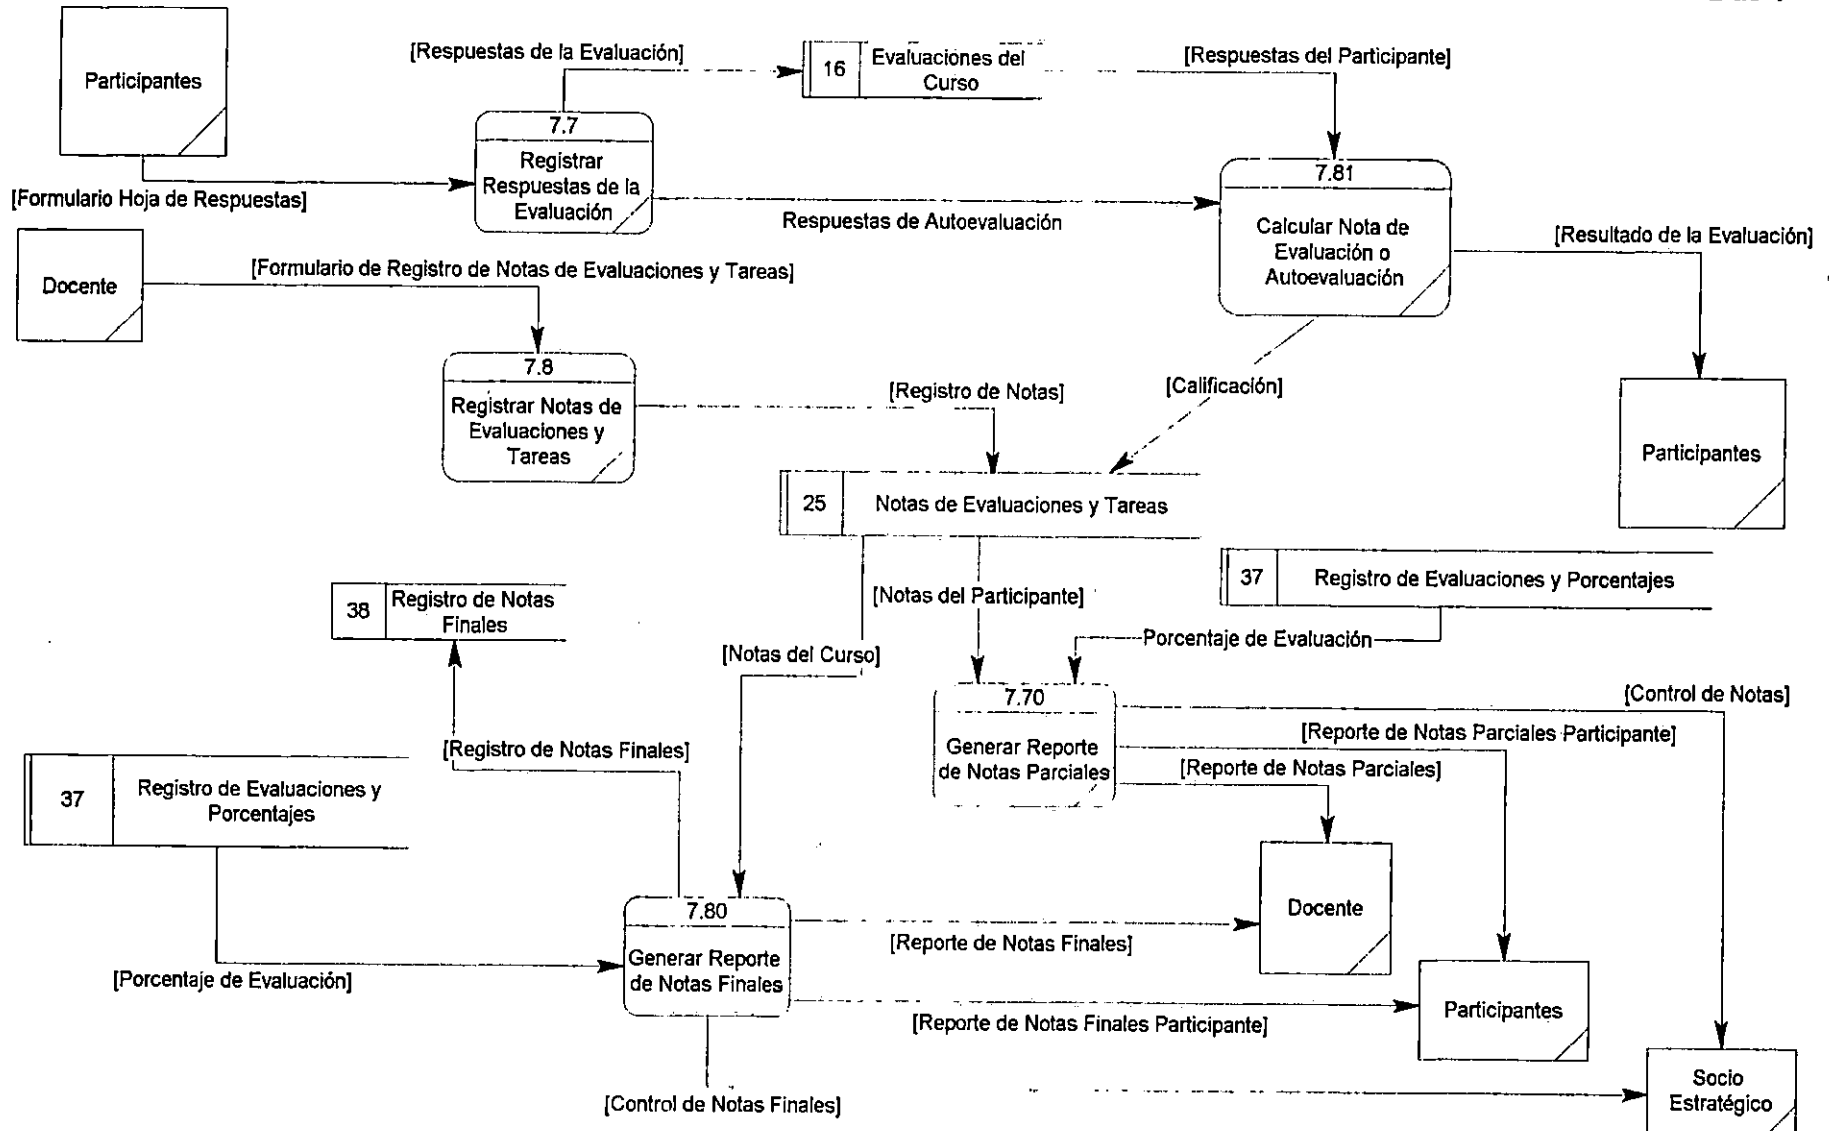 [Respuestas de la Evaluación]
16
Evaluaciones del
Curso
[Respuestas del Participante]
Participantes
7.7
Registrar
Respuestas de la
Evaluación
[Formulario Hoja de Respuestas]
Respuestas de Autoevaluación
7.81
Calcular Nota de
Evaluación o
Autoevaluación
[Resultado de la Evaluación]
Docente
[Formulario de Registro de Notas de Evaluaciones y Tareas]
7.8
Registrar Notas de
Evaluaciones y
Tareas
[Registro de Notas]
[Calificación]
Participantes
25
Notas de Evaluaciones y Tareas
37
Registro de Evaluaciones y Porcentajes
38
Registro de Notas
Finales
[Notas del Participante]
Porcentaje de Evaluación
[Notas del Curso]
7.70
Generar Reporte
de Notas Parciales
[Control de Notas]
[Reporte de Notas Parciales Participante]
[Reporte de Notas Parciales]
[Registro de Notas Finales]
37
Registro de Evaluaciones y
Porcentajes
7.80
Generar Reporte
de Notas Finales
Docente
[Reporte de Notas Finales]
[Porcentaje de Evaluación]
Participantes
[Reporte de Notas Finales Participante]
[Control de Notas Finales]
Socio
Estratégico